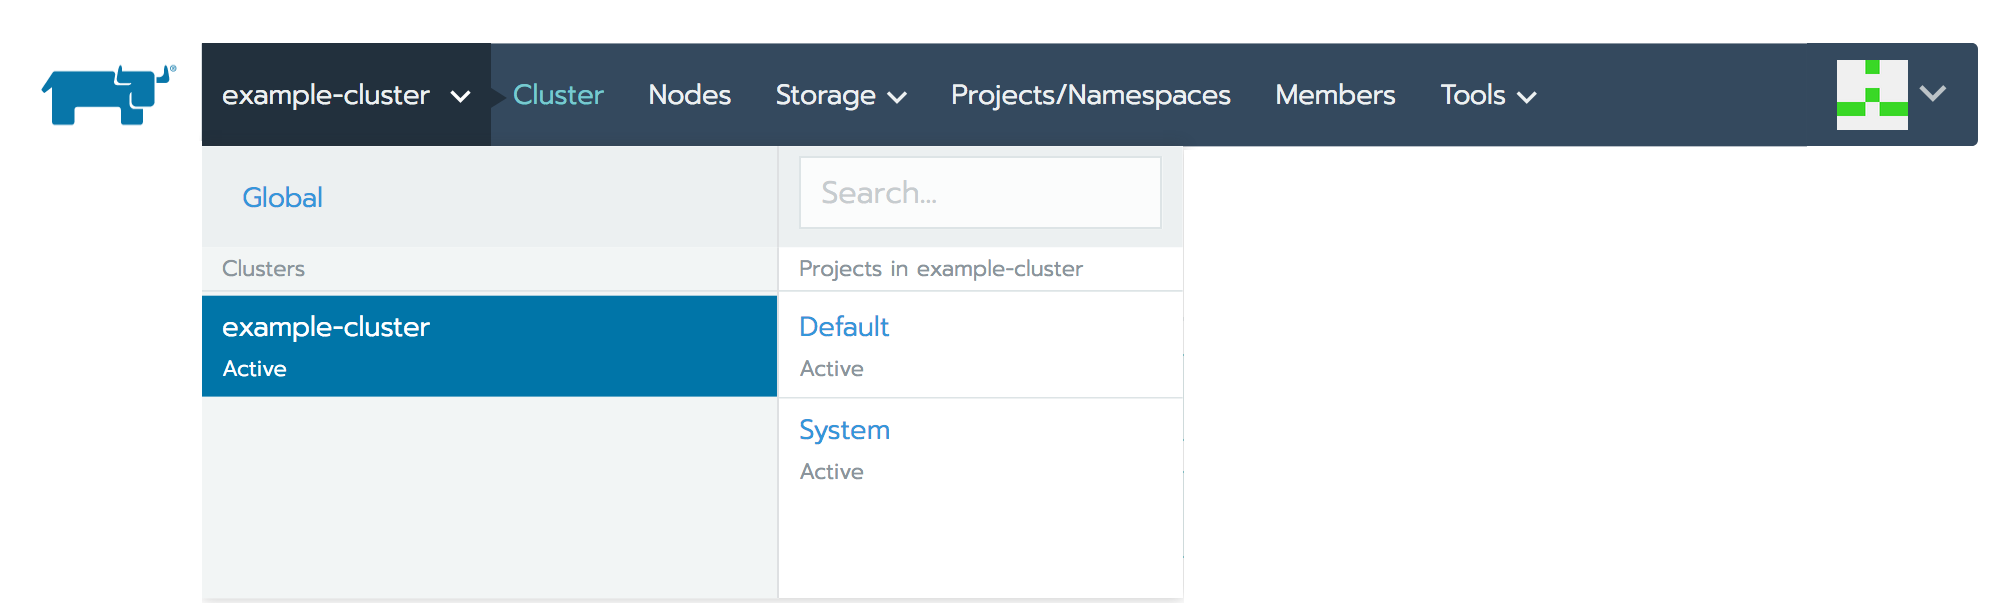 example-cluster Cluster Nodes Storage Projects/Namespaces Members Tools
Global
Search...
Clusters
Projects in example-cluster
example-cluster
Active
Default
Active
System
Active